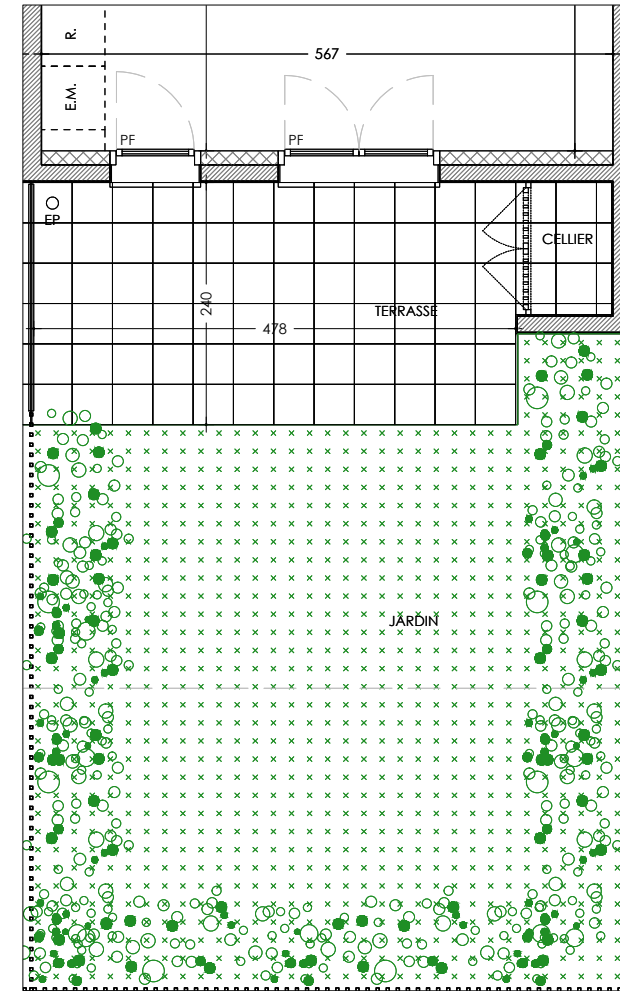 R.
567
E.M.
PF
PF
EP
CELLIER
240
TERRASSE
478
JARDIN